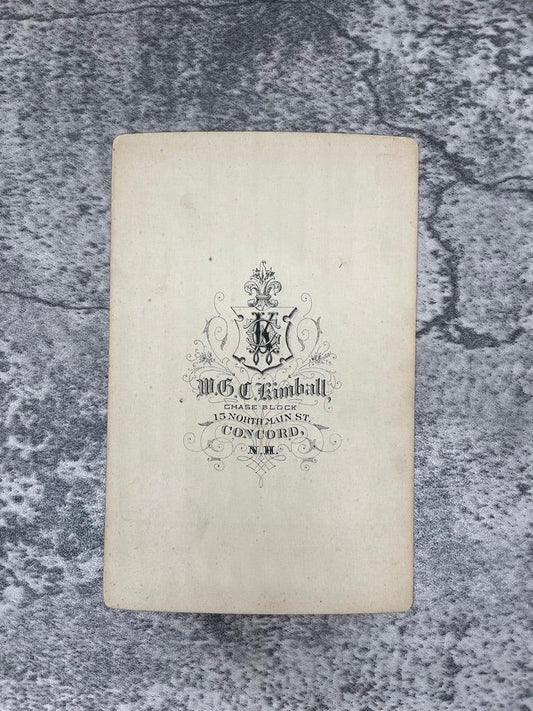 W.G.C. Kimball,
CHASE BLOCK
15 NORTH MAIN ST,
CONCORD,
N.H.